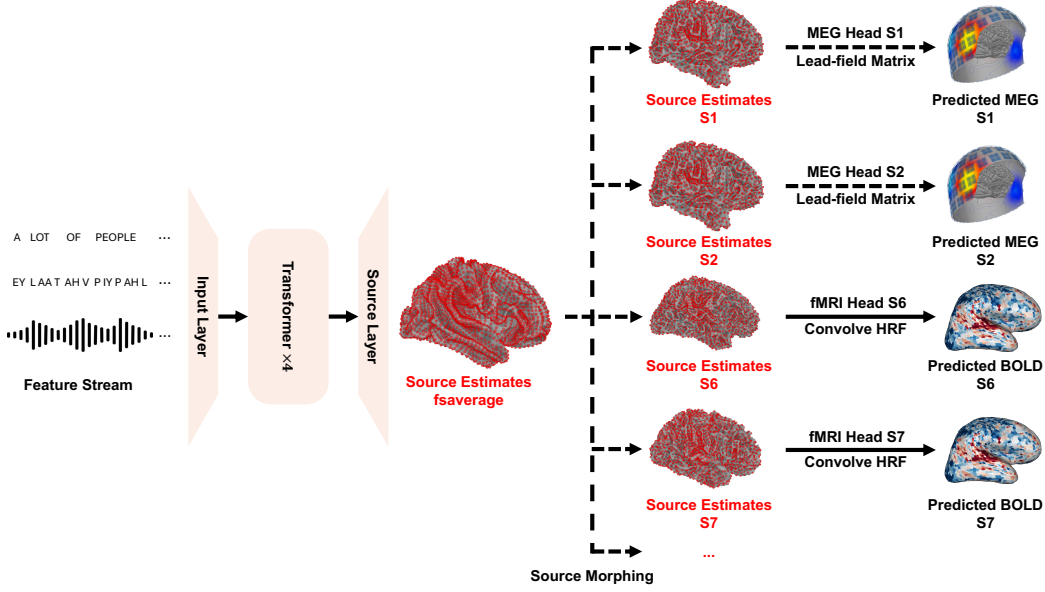 A LOT OF PEOPLE ...
EY L AA T AH V P IY P AH L ...
...
Feature Stream
Input Layer
Transformer ×4
Source Layer
Source Estimates
fsaverage
Source Morphing
Source Estimates
S1
MEG Head S1
Lead-field Matrix
Predicted MEG
S1
Source Estimates
S2
MEG Head S2
Lead-field Matrix
Predicted MEG
S2
Source Estimates
S6
fMRI Head S6
Convolve HRF
Predicted BOLD
S6
Source Estimates
S7
fMRI Head S7
Convolve HRF
Predicted BOLD
S7
...